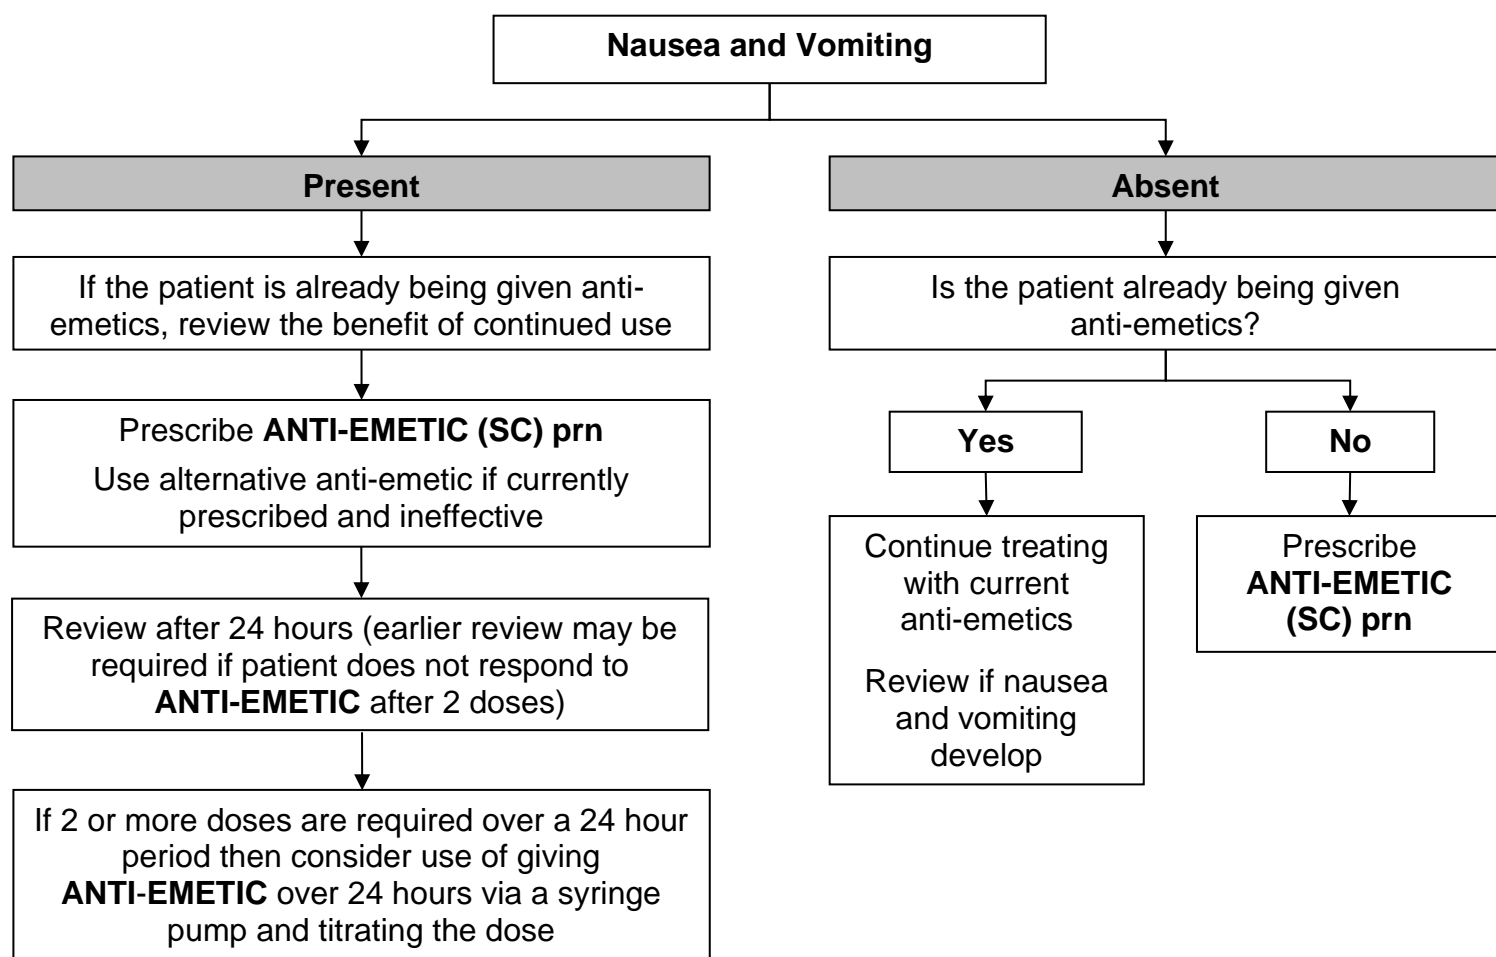 Nausea and Vomiting
Present
If the patient is already being given anti-
emetics, review the benefit of continued use
Prescribe ANTI-EMETIC (SC) prn
Use alternative anti-emetic if currently
prescribed and ineffective
Review after 24 hours (earlier review may be
required if patient does not respond to
ANTI-EMETIC after 2 doses)
If 2 or more doses are required over a 24 hour
period then consider use of giving
ANTI-EMETIC over 24 hours via a syringe
pump and titrating the dose
Absent
Is the patient already being given
anti-emetics?
Yes
Continue treating
with current
anti-emetics
Review if nausea
and vomiting
develop
No
Prescribe
ANTI-EMETIC
(SC) prn